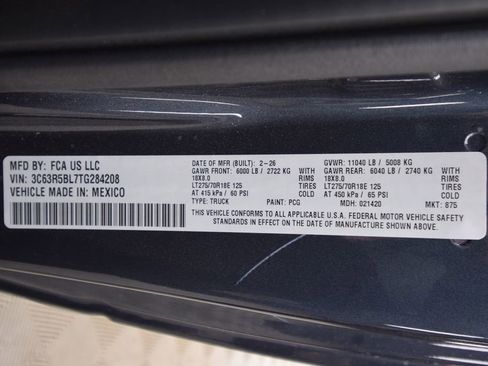 MFD BY: FCA US LLC
VIN: 3C63R5BL7TG284208
VEHICLE MADE IN: MEXICO
DATE OF MFR (BUILT): 2-26 GVWR: 11040 LB / 5008 KG
GAWR FRONT: 6000 LB / 2722 KG WITH GAWR REAR: 6040 LB / 2740 KG WITH
18X8.0 RIMS 18X8.0 RIMS
LT275/70R18E 125 TIRES LT275/70R18E 125 TIRES
AT 415 kPa / 60 PSI COLD AT 450 kPa / 65 PSI COLD
TYPE: TRUCK PAINT: PCG MDH: 021420 MKT: 875
THIS VEHICLE CONFORMS TO ALL APPLICABLE U.S.A. FEDERAL MOTOR VEHICLE SAFETY
STANDARDS IN EFFECT ON THE DATE OF MANUFACTURE SHOWN ABOVE.